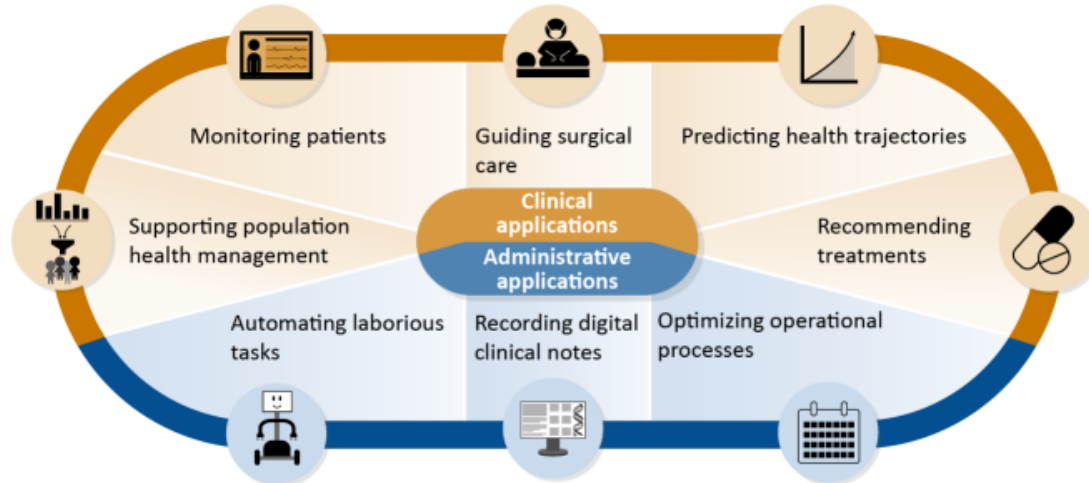 Monitoring patients
Guiding surgical
care
Predicting health trajectories
Supporting population
health management
Clinical
applications
Administrative
applications
Recommending
treatments
Automating laborious
tasks
Recording digital
clinical notes
Optimizing operational
processes